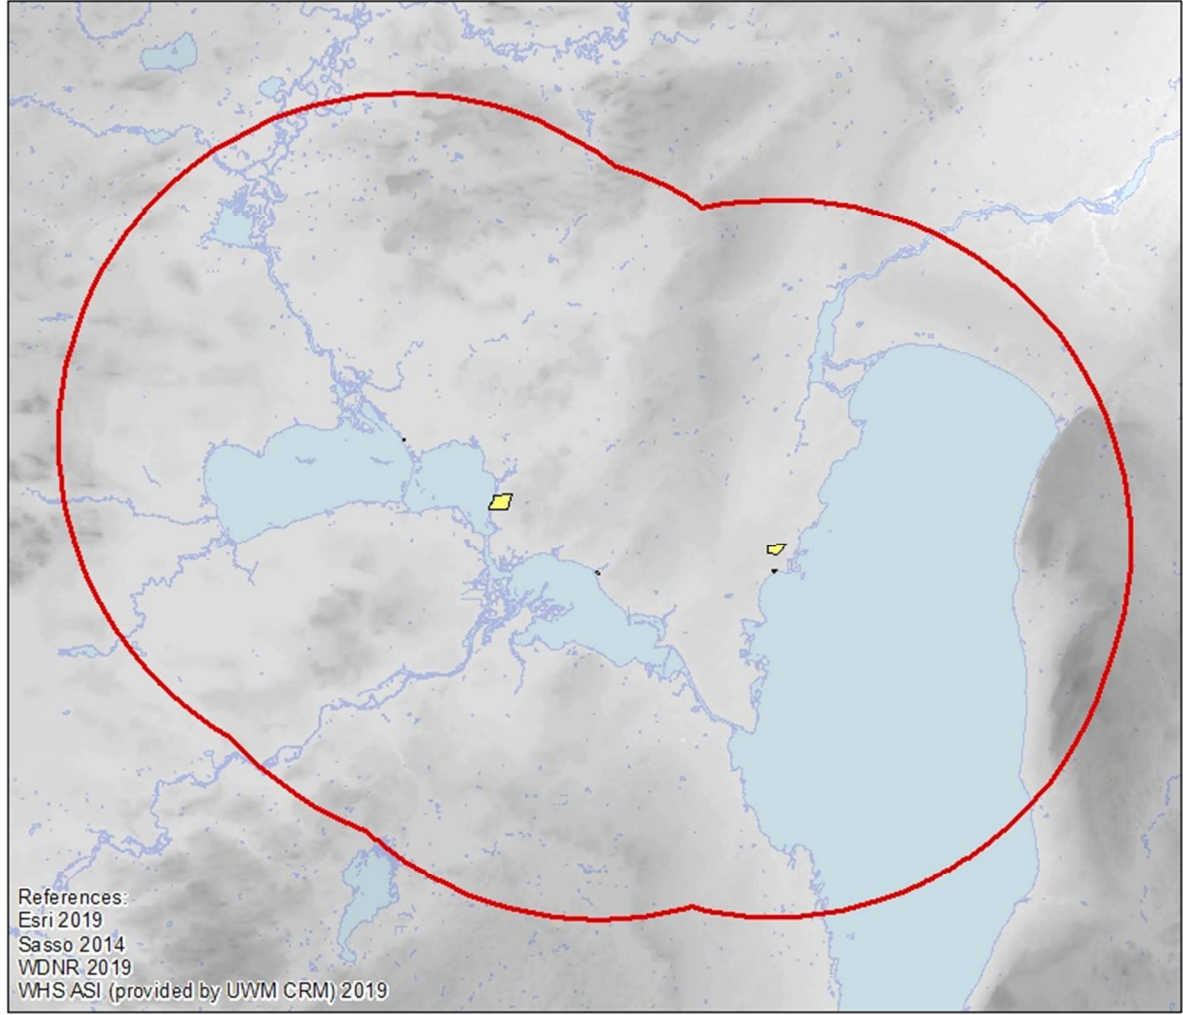 References:
Esri 2019
Sasso 2014
WDNR 2019
WHS ASI (provided by UWM CRM) 2019